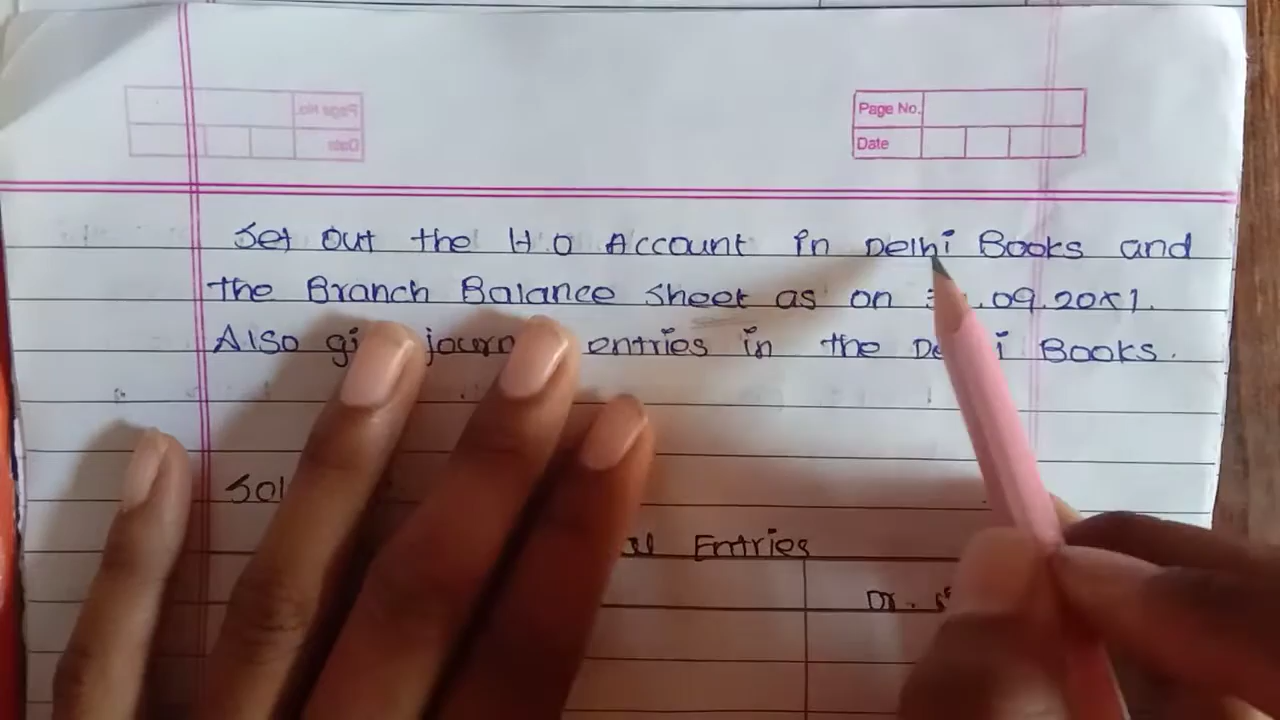 Page No.
Date
Set out the H O Account in Delhi Books and
the Branch Balance sheet as on .09.20x1.
Also entries in the Books.
Entries
Dr.